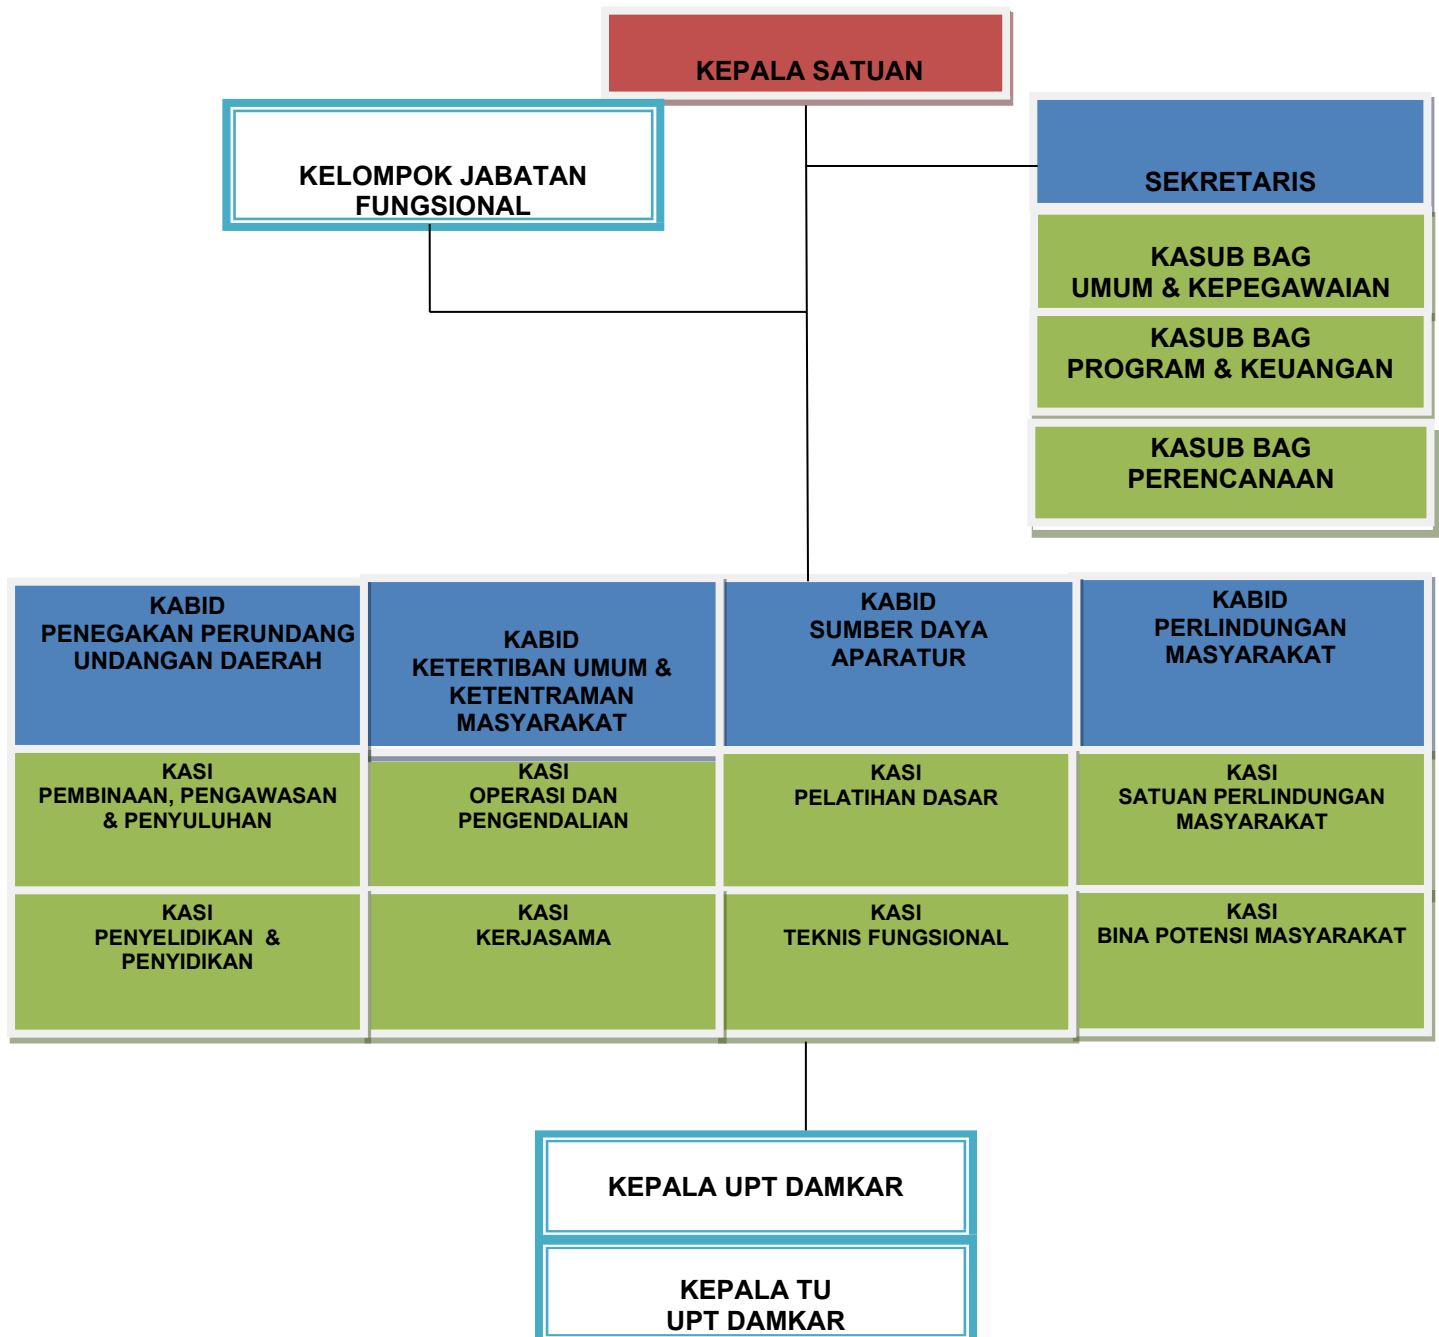 KEPALA SATUAN
KELOMPOK JABATAN
FUNGSIONAL
SEKRETARIS
KASUB BAG
UMUM & KEPEGAWAIAN
KASUB BAG
PROGRAM & KEUANGAN
KASUB BAG
PERENCANAAN
KABID
PENEGAKAN PERUNDANG
UNDANGAN DAERAH
KABID
KETERTIBAN UMUM &
KETENTRAMAN
MASYARAKAT
KABID
SUMBER DAYA
APARATUR
KABID
PERLINDUNGAN
MASYARAKAT
KASI
PEMBINAAN, PENGAWASAN
& PENYULUHAN
KASI
OPERASI DAN
PENGENDALIAN
KASI
PELATIHAN DASAR
KASI
SATUAN PERLINDUNGAN
MASYARAKAT
KASI
PENYELIDIKAN &
PENYIDIKAN
KASI
KERJASAMA
KASI
TEKNIS FUNGSIONAL
KASI
BINA POTENSI MASYARAKAT
KEPALA UPT DAMKAR
KEPALA TU
UPT DAMKAR